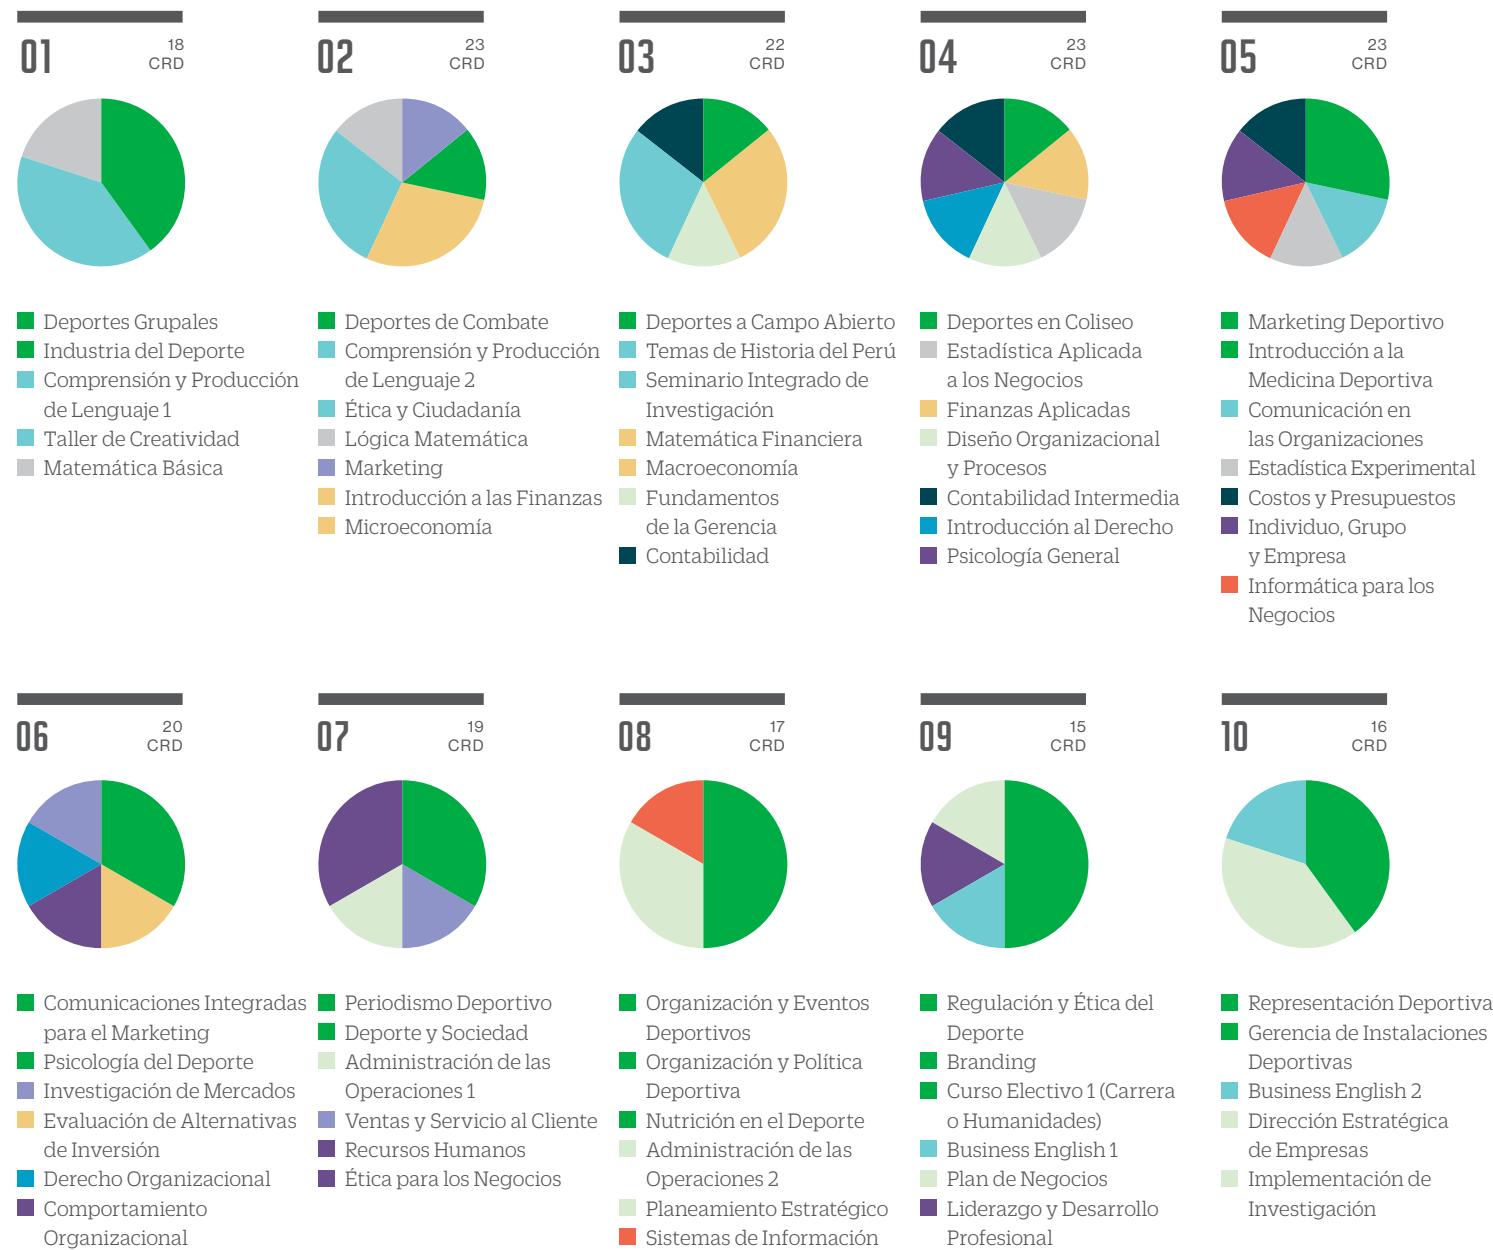 01
18
CRD
Deportes Grupales
Industria del Deporte
Comprensión y Producción
de Lenguaje 1
Taller de Creatividad
Matemática Básica
02
23
CRD
Deportes de Combate
Comprensión y Producción
de Lenguaje 2
Ética y Ciudadanía
Lógica Matemática
Marketing
Introducción a las Finanzas
Microeconomía
03
22
CRD
Deportes a Campo Abierto
Temas de Historia del Perú
Seminario Integrado de
Investigación
Matemática Financiera
Macroeconomía
Fundamentos
de la Gerencia
Contabilidad
04
23
CRD
Deportes en Coliseo
Estadística Aplicada
a los Negocios
Finanzas Aplicadas
Diseño Organizacional
y Procesos
Contabilidad Intermedia
Introducción al Derecho
Psicología General
05
23
CRD
Marketing Deportivo
Introducción a la
Medicina Deportiva
Comunicación en
las Organizaciones
Estadística Experimental
Costos y Presupuestos
Individuo, Grupo
y Empresa
Informática para los
Negocios
06
20
CRD
Comunicaciones Integradas
para el Marketing
Psicología del Deporte
Investigación de Mercados
Evaluación de Alternativas
de Inversión
Derecho Organizacional
Comportamiento
Organizacional
07
19
CRD
Periodismo Deportivo
Deporte y Sociedad
Administración de las
Operaciones 1
Ventas y Servicio al Cliente
Recursos Humanos
Ética para los Negocios
08
17
CRD
Organización y Eventos
Deportivos
Organización y Política
Deportiva
Nutrición en el Deporte
Administración de las
Operaciones 2
Planeamiento Estratégico
Sistemas de Información
09
15
CRD
Regulación y Ética del
Deporte
Branding
Curso Electivo 1 (Carrera
o Humanidades)
Business English 1
Plan de Negocios
Liderazgo y Desarrollo
Profesional
10
16
CRD
Representación Deportiva
Gerencia de Instalaciones
Deportivas
Business English 2
Dirección Estratégica
de Empresas
Implementación de
Investigación